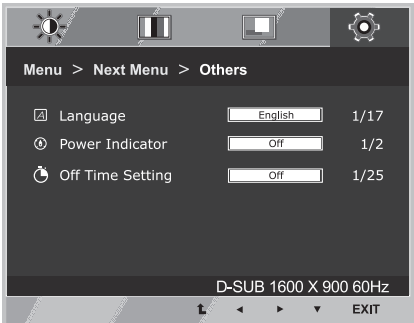 Menu > Next Menu > Others
Language English 1/17
Power Indicator Off 1/2
Off Time Setting Off 1/25
D-SUB 1600 X 900 60Hz
EXIT